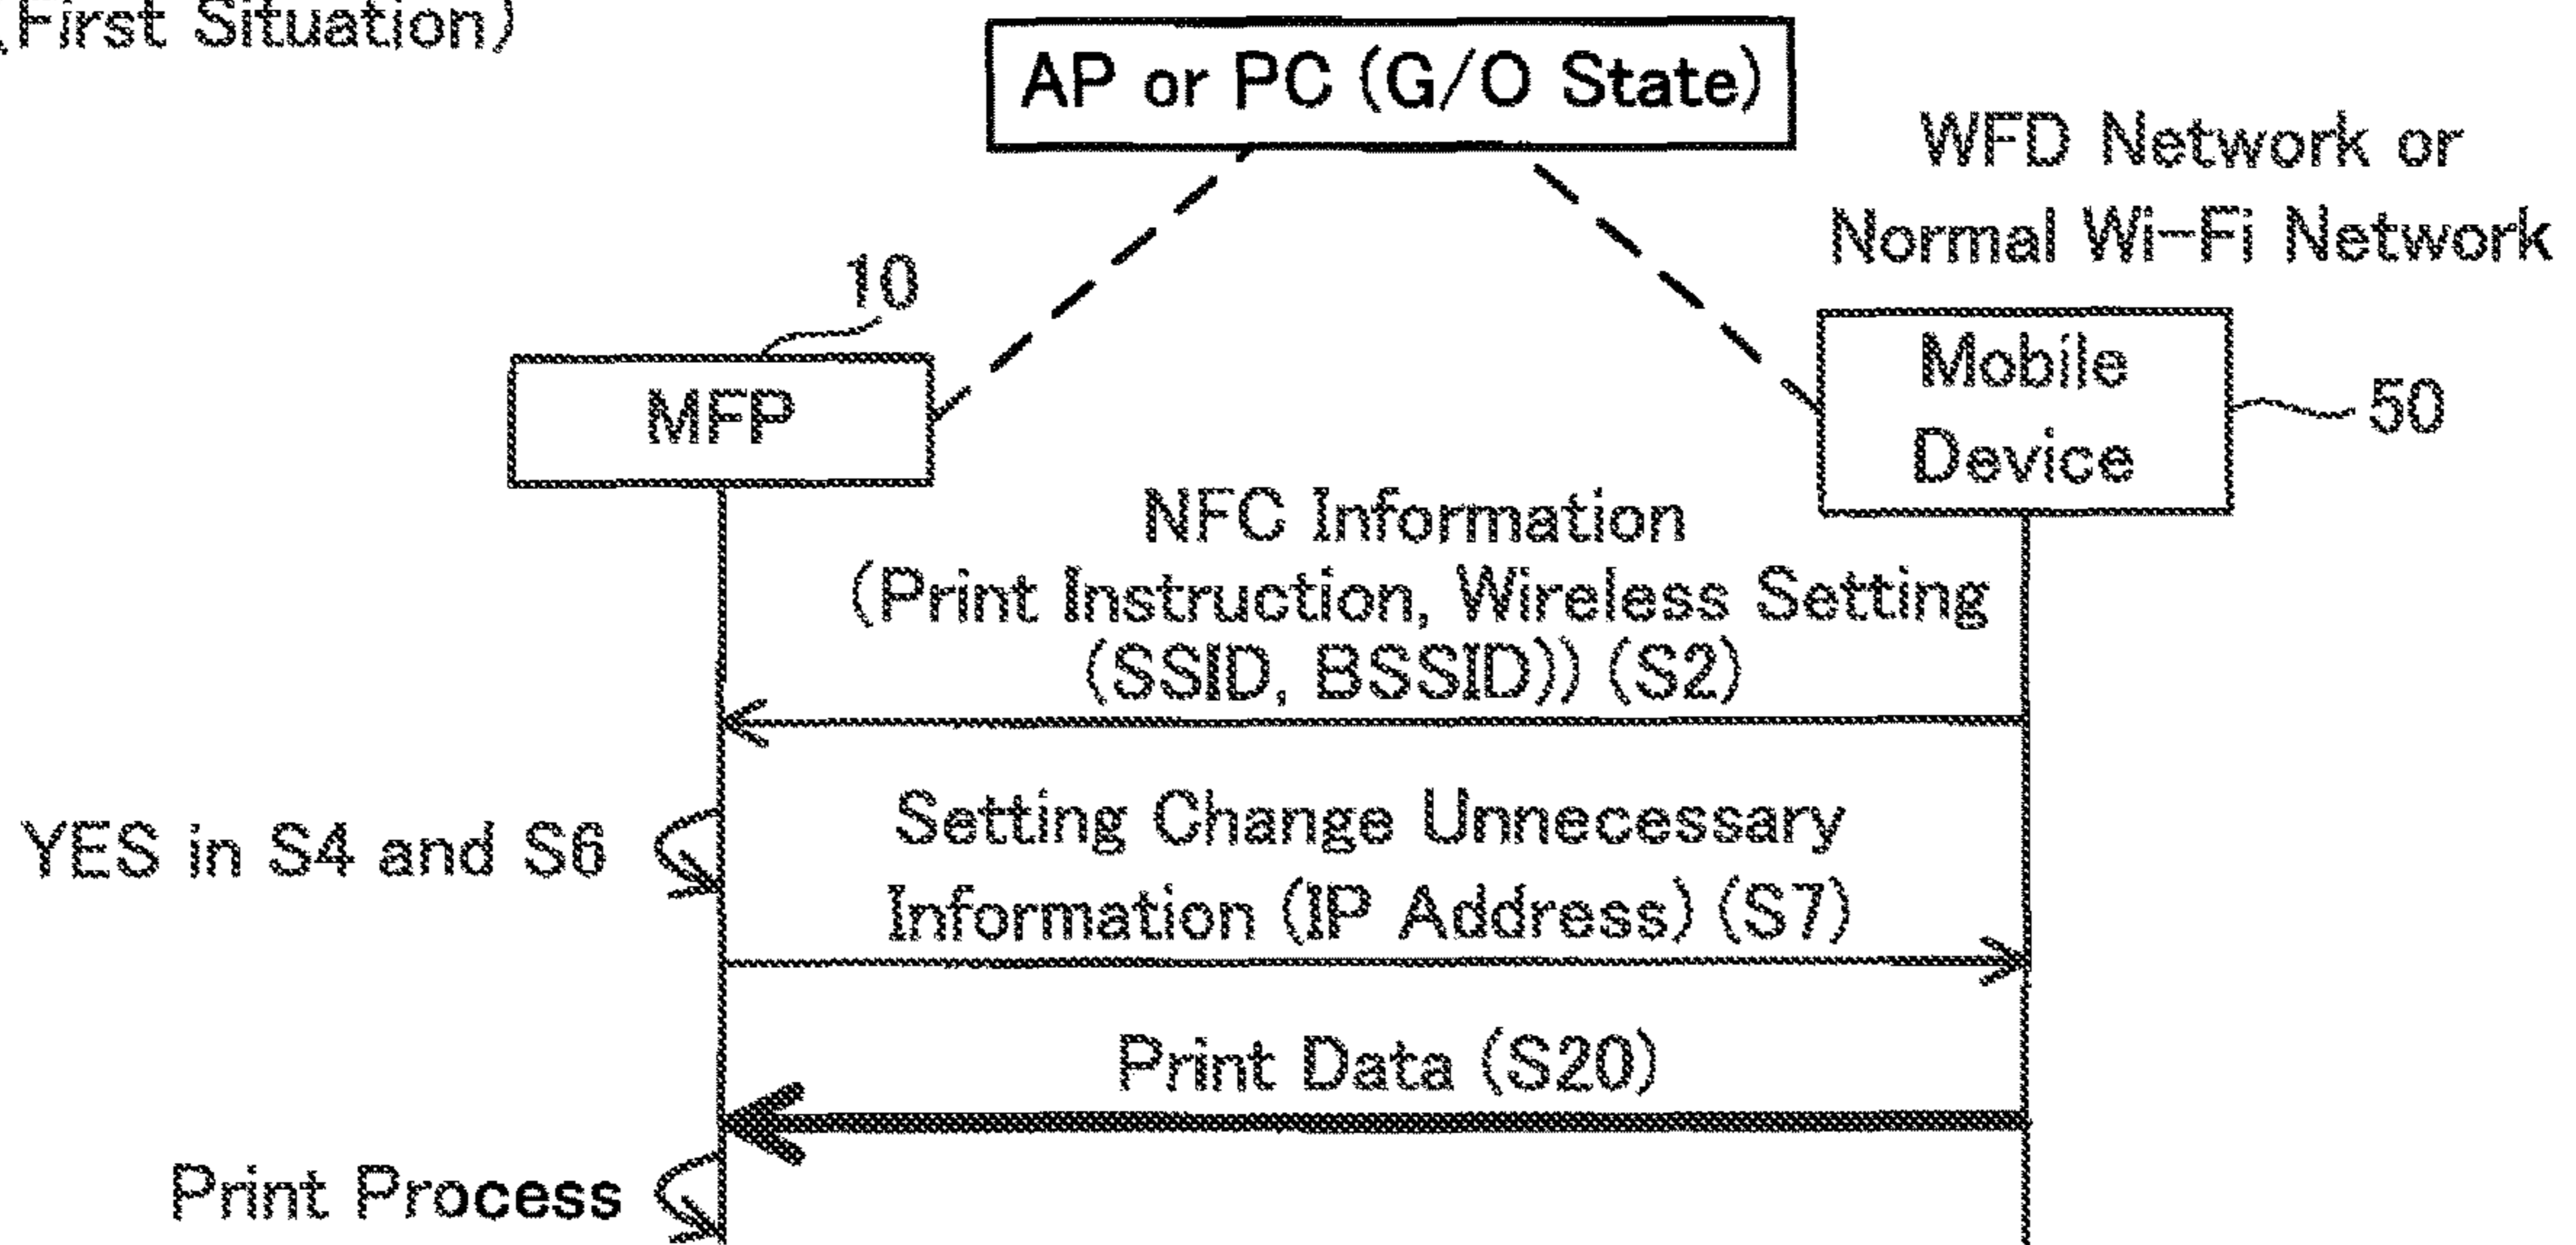 (First Situation)
AP or PC (G/O State)
WFD Network or
Normal Wi-Fi Network
10
MFP
Mobile
Device
50
NFC Information
(Print Instruction, Wireless Setting
(SSID, BSSID)) (S2)
YES in S4 and S6
Setting Change Unnecessary
Information (IP Address) (S7)
Print Data (S20)
Print Process